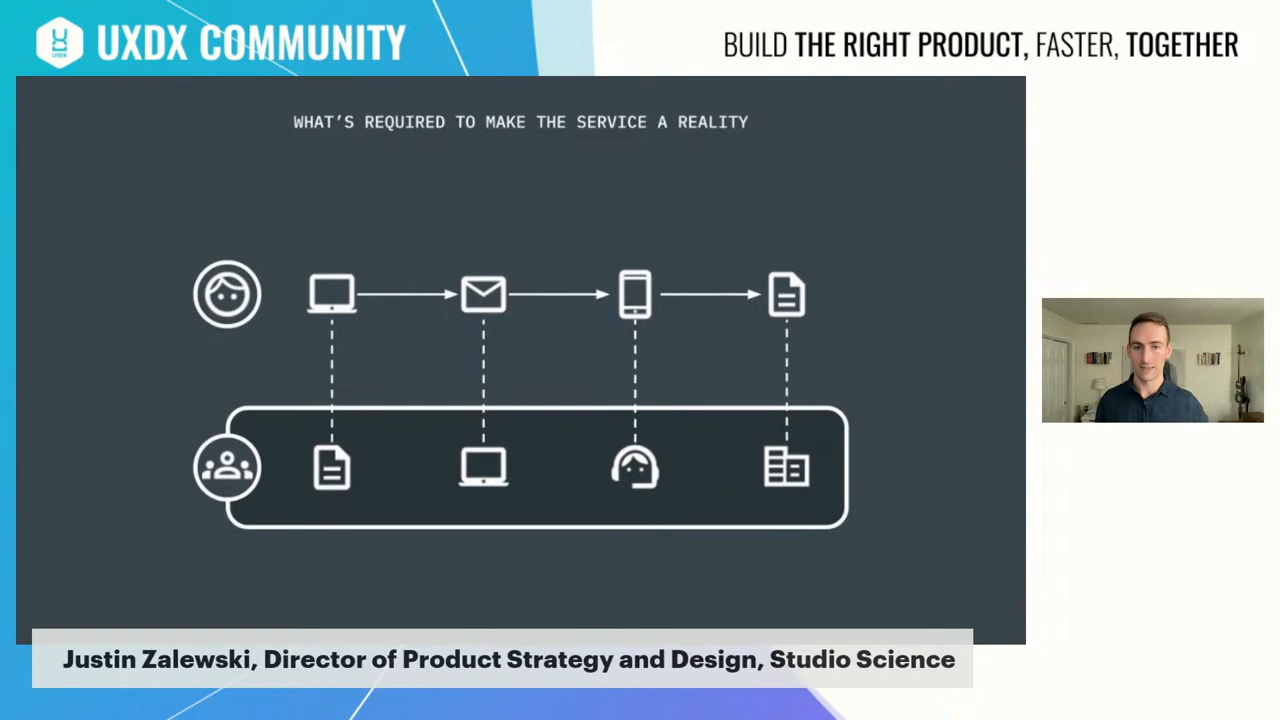 UXDX COMMUNITY
BUILD THE RIGHT PRODUCT, FASTER, TOGETHER
WHAT'S REQUIRED TO MAKE THE SERVICE A REALITY
Justin Zalewski, Director of Product Strategy and Design, Studio Science